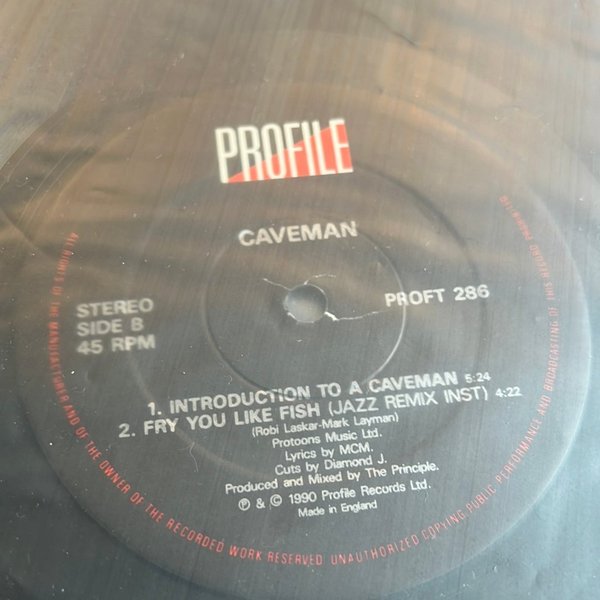 PROFILE
CAVEMAN
STEREO
SIDE B
45 RPM
PROFT 286
1. INTRODUCTION TO A CAVEMAN 5:24
2. FRY YOU LIKE FISH (JAZZ REMIX INST) 4:22
(Robi Laskar-Mark Layman)
Protoons Music Ltd.
Lyrics by MCM.
Cuts by Diamond J.
Produced and Mixed by The Principle.
℗ & © 1990 Profile Records Ltd.
Made in England
ALL RIGHTS OF THE MANUFACTURER AND OF THE OWNER OF THE RECORDED WORK RESERVED UNAUTHORIZED COPYING PUBLIC PERFORMANCE AND BROADCASTING OF THIS RECORD PROHIBITED